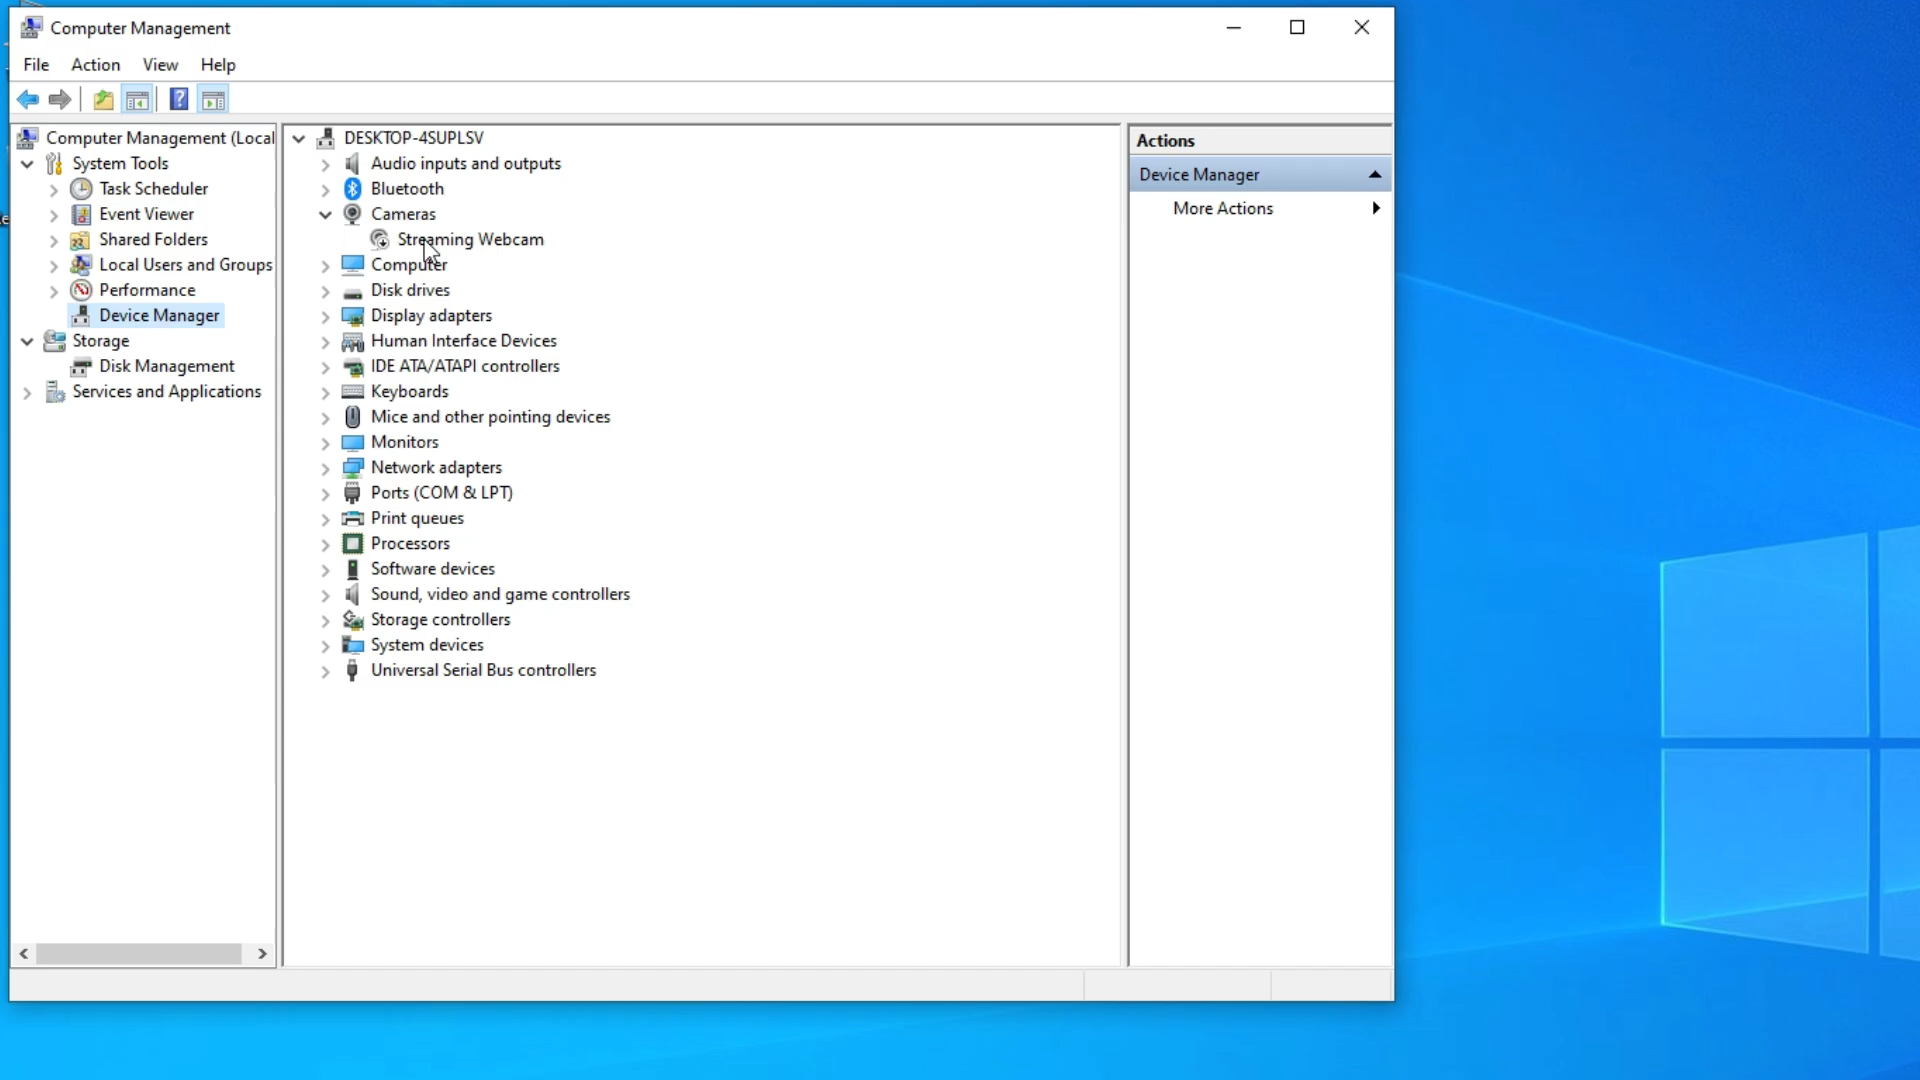 Computer Management
File Action View Help
Computer Management (Local
System Tools
Task Scheduler
Event Viewer
Shared Folders
Local Users and Groups
Performance
Device Manager
Storage
Disk Management
Services and Applications
DESKTOP-4SUPLSV
Audio inputs and outputs
Bluetooth
Cameras
Streaming Webcam
Computer
Disk drives
Display adapters
Human Interface Devices
IDE ATA/ATAPI controllers
Keyboards
Mice and other pointing devices
Monitors
Network adapters
Ports (COM & LPT)
Print queues
Processors
Software devices
Sound, video and game controllers
Storage controllers
System devices
Universal Serial Bus controllers
Actions
Device Manager
More Actions